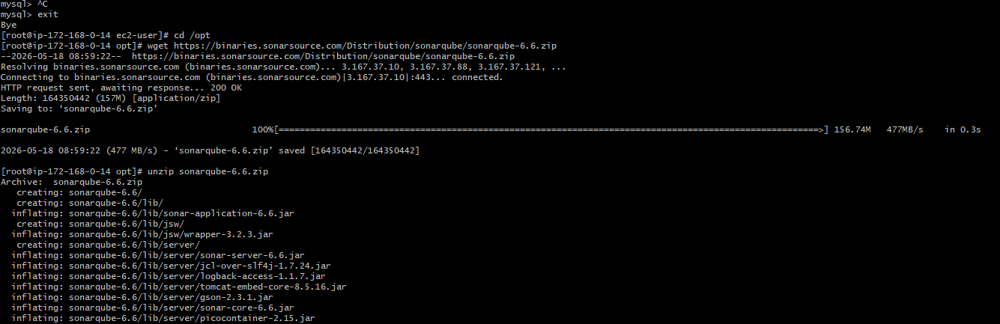 mysql> ^C
mysql> exit
Bye
[root@ip-172-168-0-14 ec2-user]# cd /opt
[root@ip-172-168-0-14 opt]# wget https://binaries.sonarsource.com/Distribution/sonarqube/sonarqube-6.6.zip
--2026-05-18 08:59:22--  https://binaries.sonarsource.com/Distribution/sonarqube/sonarqube-6.6.zip
Resolving binaries.sonarsource.com (binaries.sonarsource.com)... 3.167.37.10, 3.167.37.88, 3.167.37.121, ...
Connecting to binaries.sonarsource.com (binaries.sonarsource.com)|3.167.37.10|:443... connected.
HTTP request sent, awaiting response... 200 OK
Length: 164350442 (157M) [application/zip]
Saving to: ‘sonarqube-6.6.zip’
sonarqube-6.6.zip 100%[=======================================================================================================>] 156.74M 477MB/s in 0.3s
2026-05-18 08:59:22 (477 MB/s) - ‘sonarqube-6.6.zip’ saved [164350442/164350442]
[root@ip-172-168-0-14 opt]# unzip sonarqube-6.6.zip
Archive:  sonarqube-6.6.zip
   creating: sonarqube-6.6/
   creating: sonarqube-6.6/lib/
  inflating: sonarqube-6.6/lib/sonar-application-6.6.jar
   creating: sonarqube-6.6/lib/jsw/
  inflating: sonarqube-6.6/lib/jsw/wrapper-3.2.3.jar
   creating: sonarqube-6.6/lib/server/
  inflating: sonarqube-6.6/lib/server/sonar-server-6.6.jar
  inflating: sonarqube-6.6/lib/server/jcl-over-slf4j-1.7.24.jar
  inflating: sonarqube-6.6/lib/server/logback-access-1.1.7.jar
  inflating: sonarqube-6.6/lib/server/tomcat-embed-core-8.5.16.jar
  inflating: sonarqube-6.6/lib/server/gson-2.3.1.jar
  inflating: sonarqube-6.6/lib/server/sonar-core-6.6.jar
  inflating: sonarqube-6.6/lib/server/picocontainer-2.15.jar